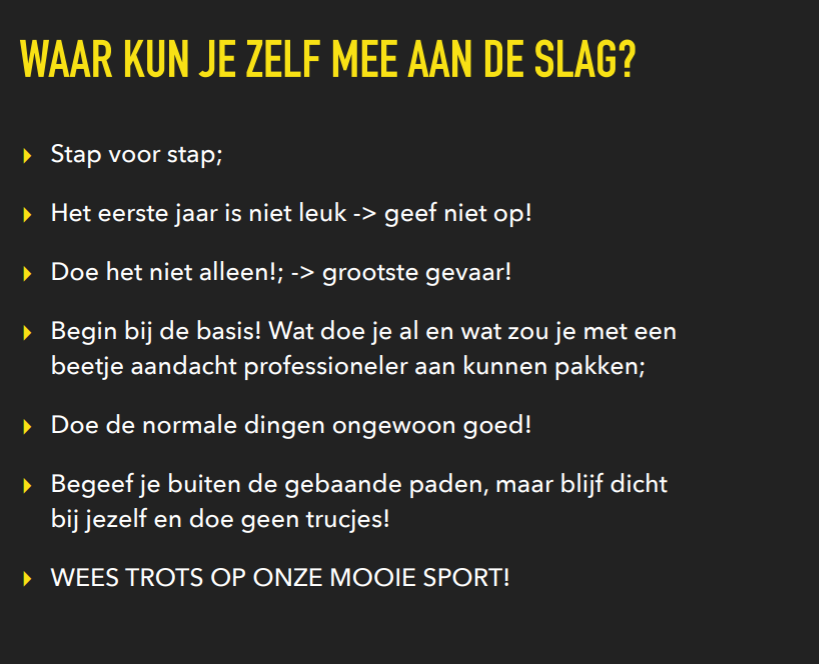 WAAR KUN JE ZELF MEE AAN DE SLAG?
Stap voor stap;
Het eerste jaar is niet leuk -> geef niet op!
Doe het niet alleen!; -> grootste gevaar!
Begin bij de basis! Wat doe je al en wat zou je met een
beetje aandacht professioneler aan kunnen pakken;
Doe de normale dingen ongewoon goed!
Begeef je buiten de gebaande paden, maar blijf dicht
bij jezelf en doe geen trucjes!
WEES TROTS OP ONZE MOOIE SPORT!